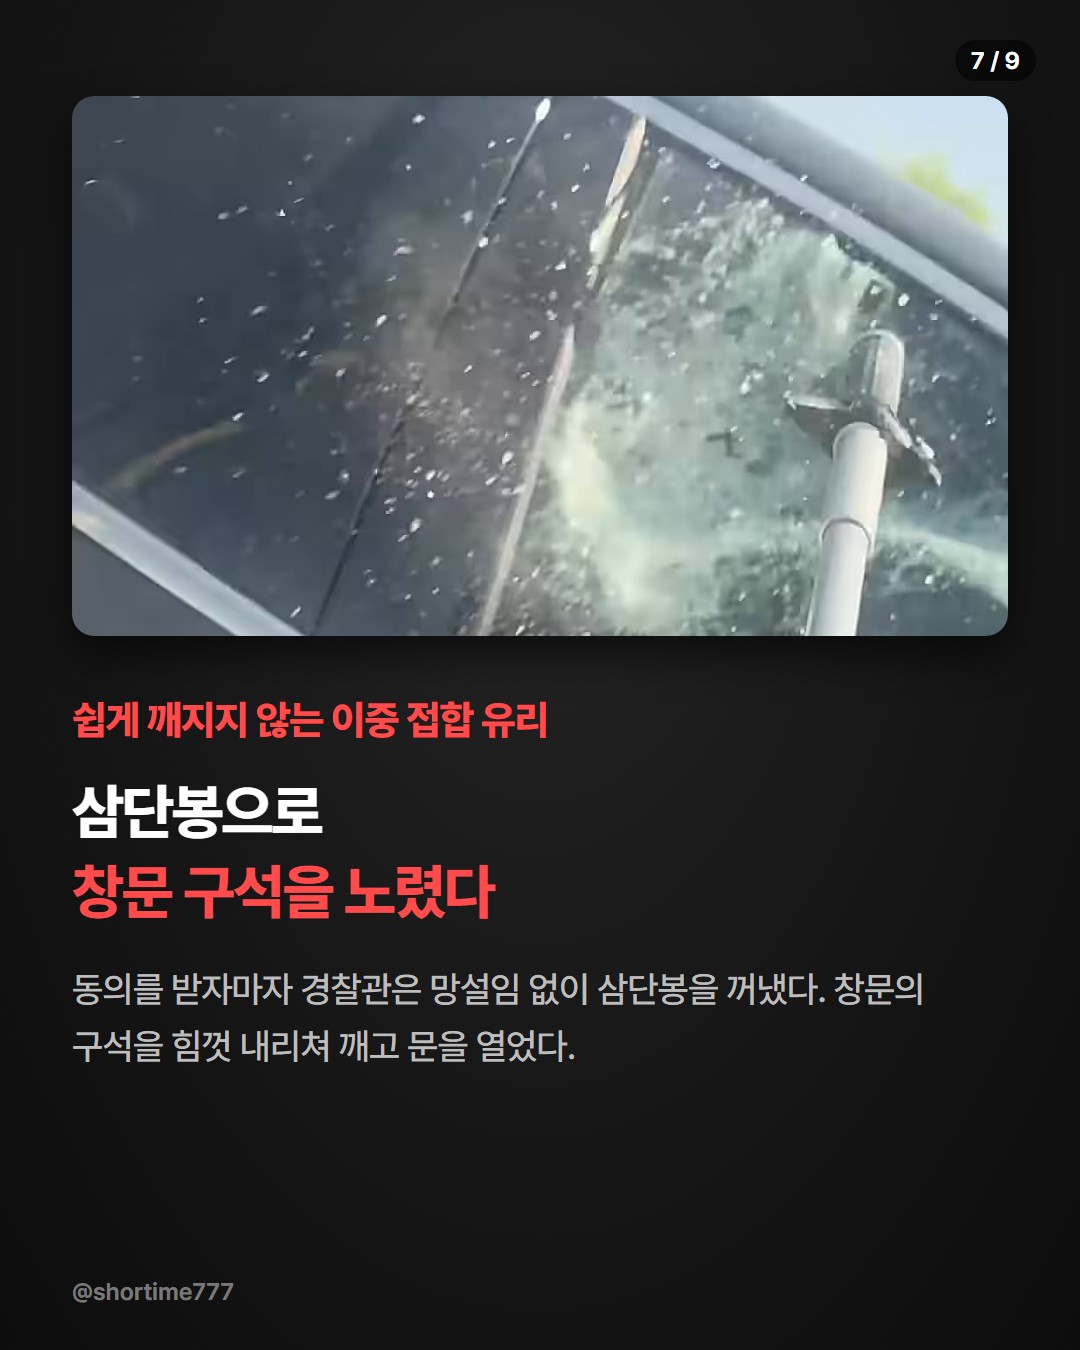 7 / 9
쉽게 깨지지 않는 이중 접합 유리
삼단봉으로
창문 구석을 노렸다
동의를 받자마자 경찰관은 망설임 없이 삼단봉을 꺼냈다. 창문의
구석을 힘껏 내리쳐 깨고 문을 열었다.
@shortime777